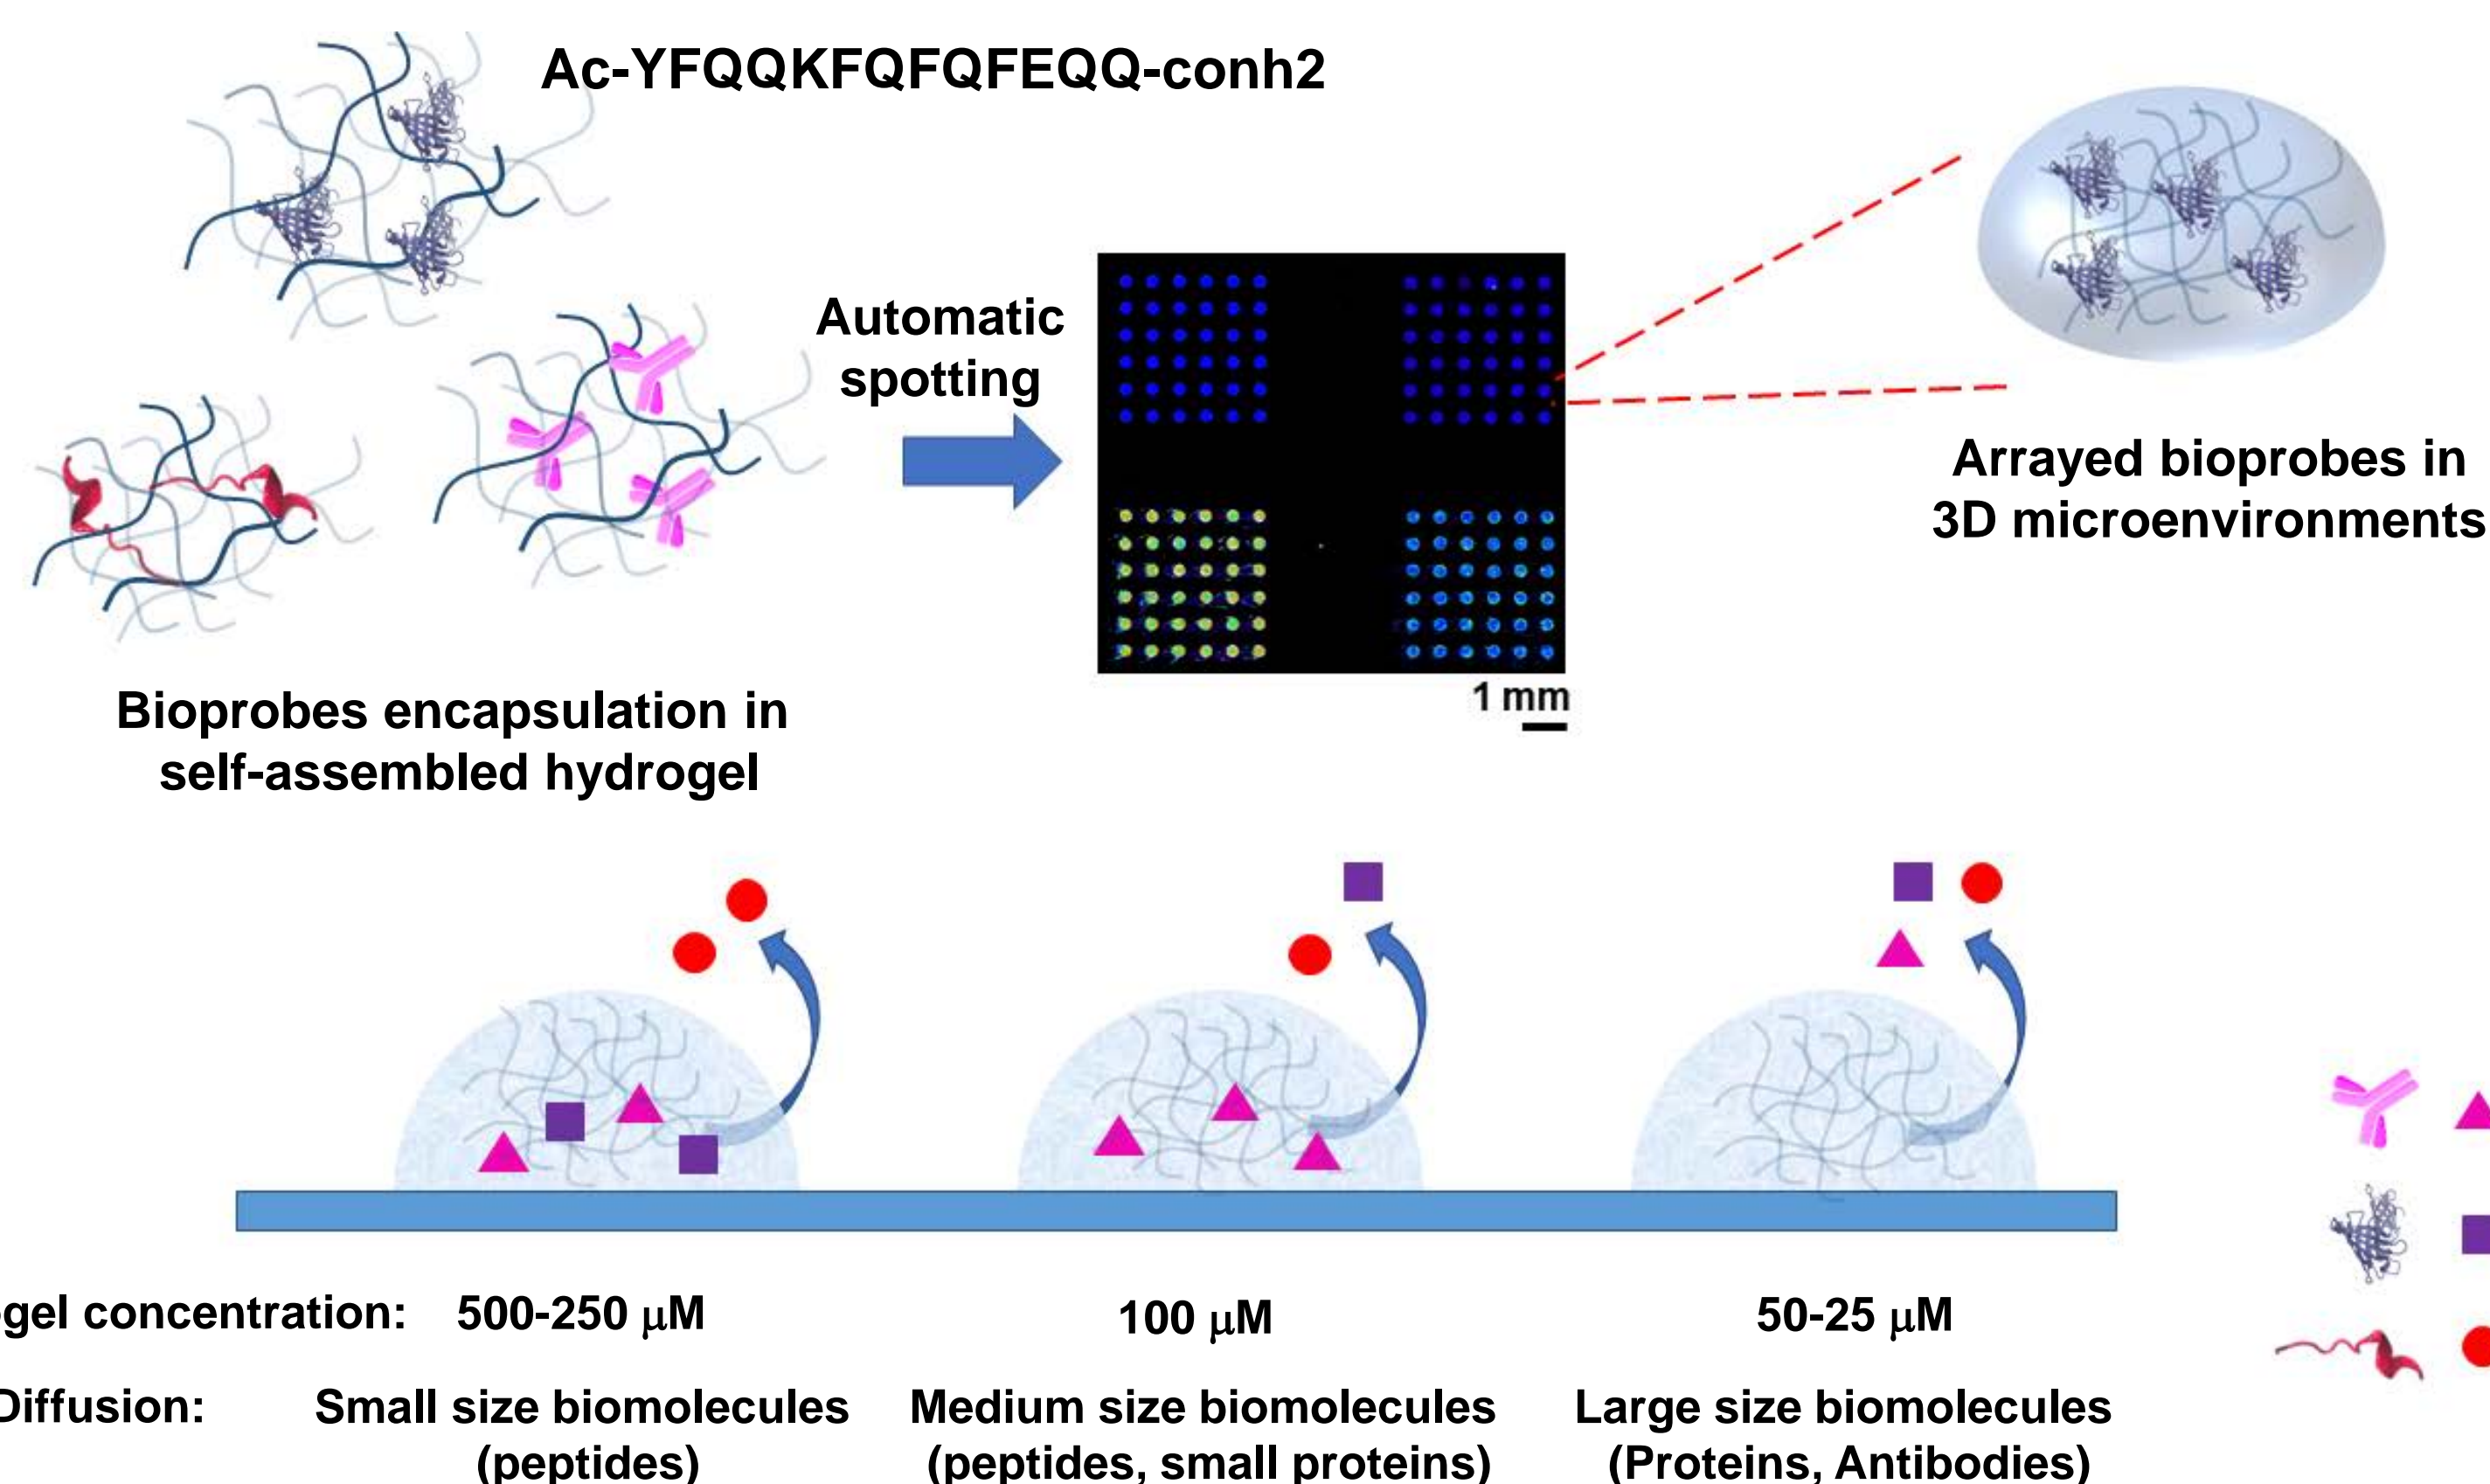 Ac-YFQQKFQFQFEQQ-conh2
Automatic
spotting
Arrayed bioprobes in
3D microenvironments
1 mm
Bioprobes encapsulation in
self-assembled hydrogel
gel concentration: 500-250 μM 100 μM 50-25 μM
Diffusion: Small size biomolecules Medium size biomolecules Large size biomolecules
(peptides) (peptides, small proteins) (Proteins, Antibodies)